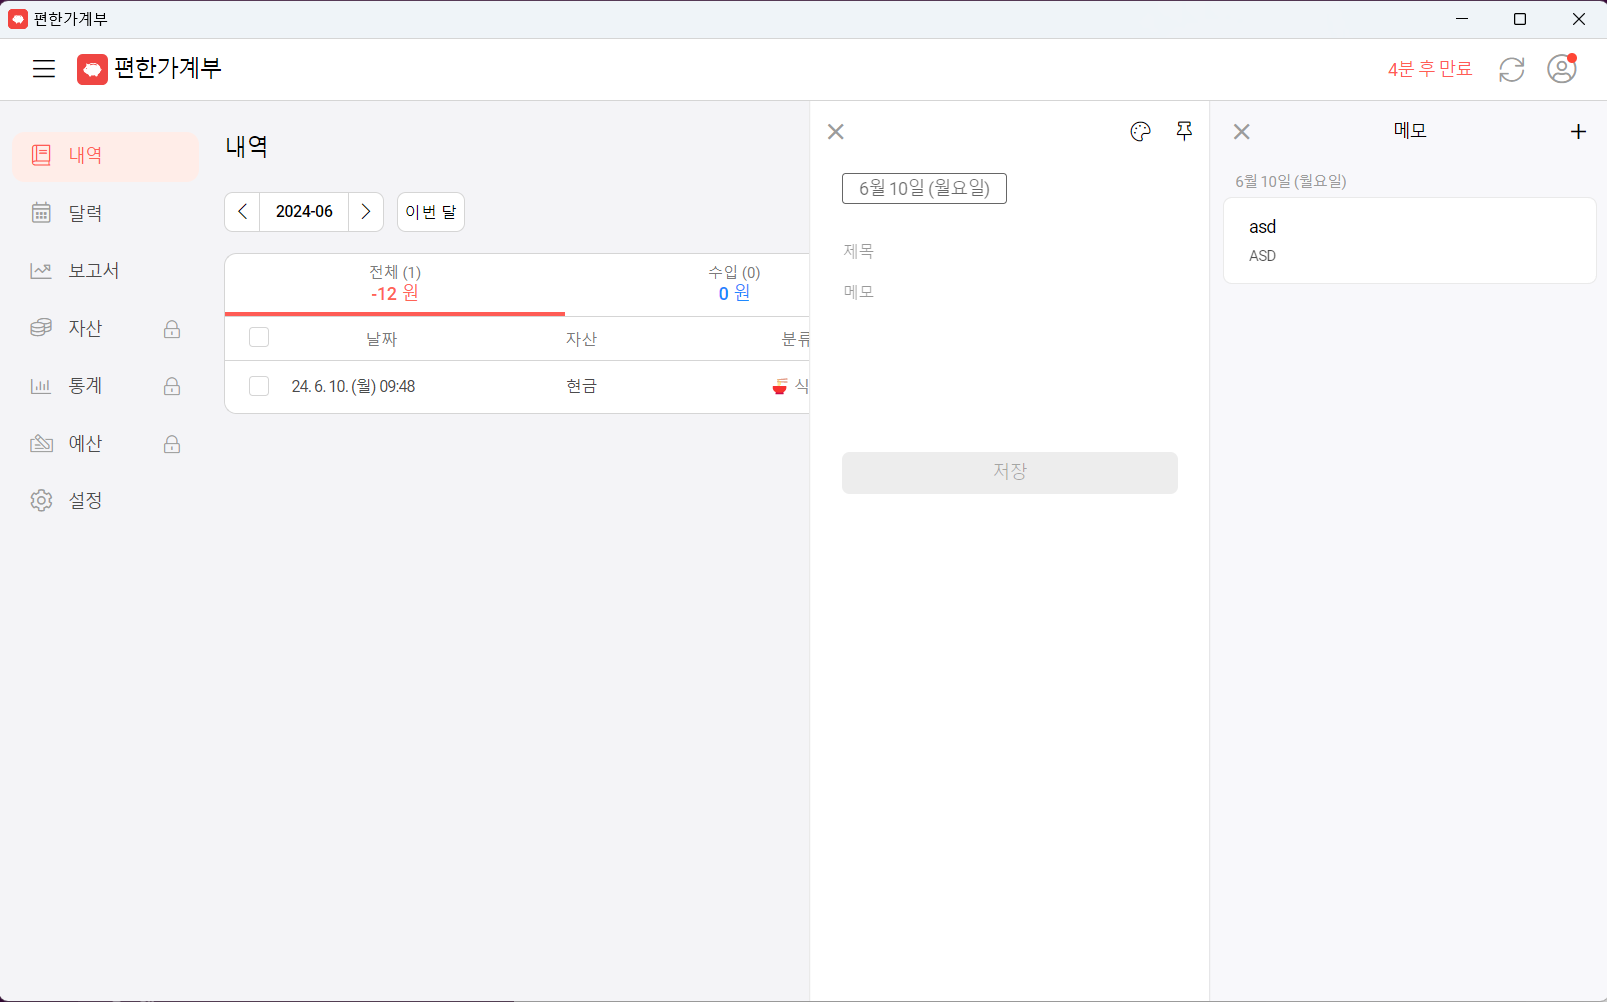 편한가계부
편한가계부
4분 후 만료
내역
달력
보고서
자산
통계
예산
설정
내역
2024-06
이번 달
전체 (1)
-12 원
수입 (0)
0 원
날짜
자산
분류
24. 6. 10. (월) 09:48
현금
식
6월 10일 (월요일)
제목
메모
저장
메모
6월 10일 (월요일)
asd
ASD